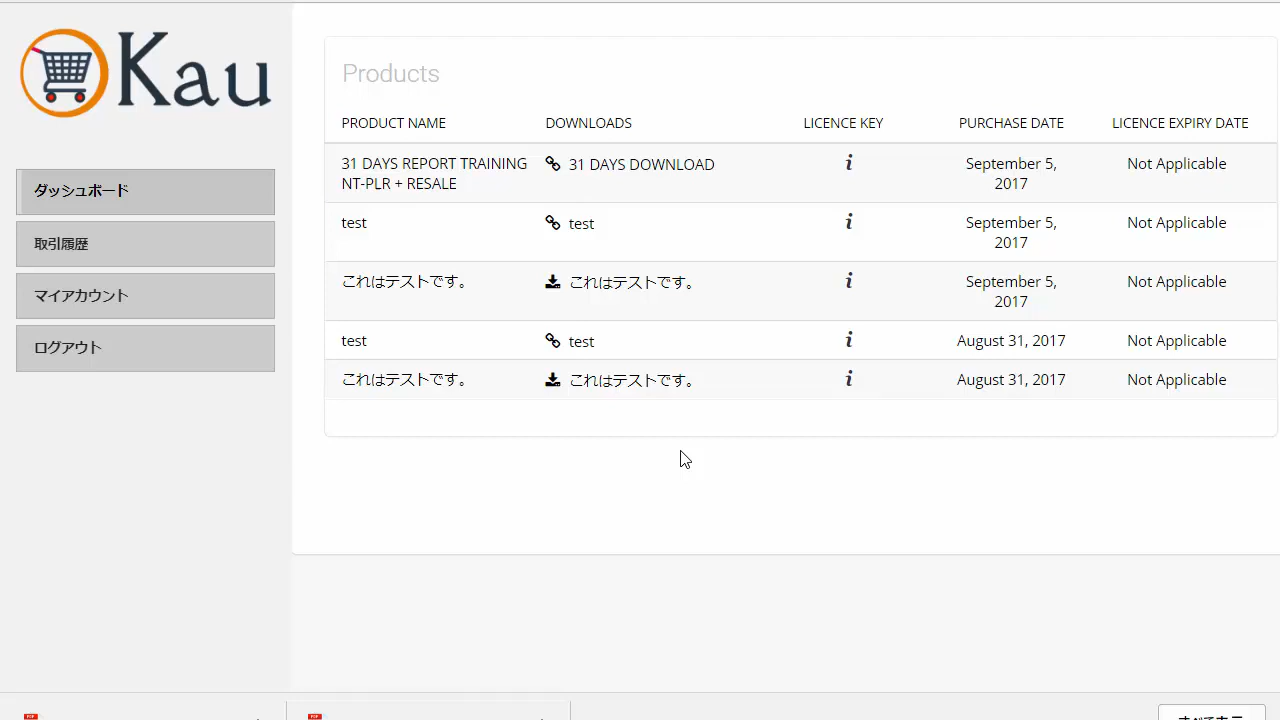 Kau
ダッシュボード
取引履歴
マイアカウント
ログアウト
Products
PRODUCT NAME DOWNLOADS LICENCE KEY PURCHASE DATE LICENCE EXPIRY DATE
31 DAYS REPORT TRAINING NT-PLR + RESALE 31 DAYS DOWNLOAD September 5, 2017 Not Applicable
test test September 5, 2017 Not Applicable
これはテストです。 これはテストです。 September 5, 2017 Not Applicable
test test August 31, 2017 Not Applicable
これはテストです。 これはテストです。 August 31, 2017 Not Applicable